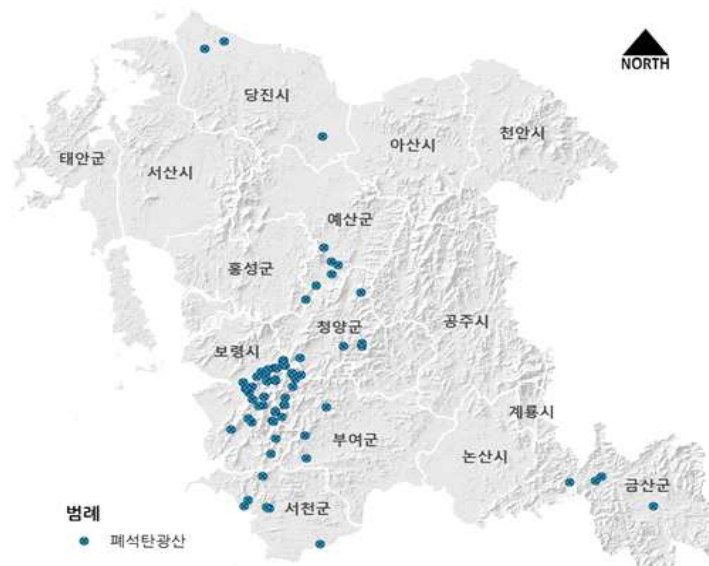 NORTH
당진시
천안시
아산시
태안군
서산시
예산군
홍성군
공주시
청양군
보령시
계룡시
부여군
논산시
금산군
서천군
범례
폐석탄광산